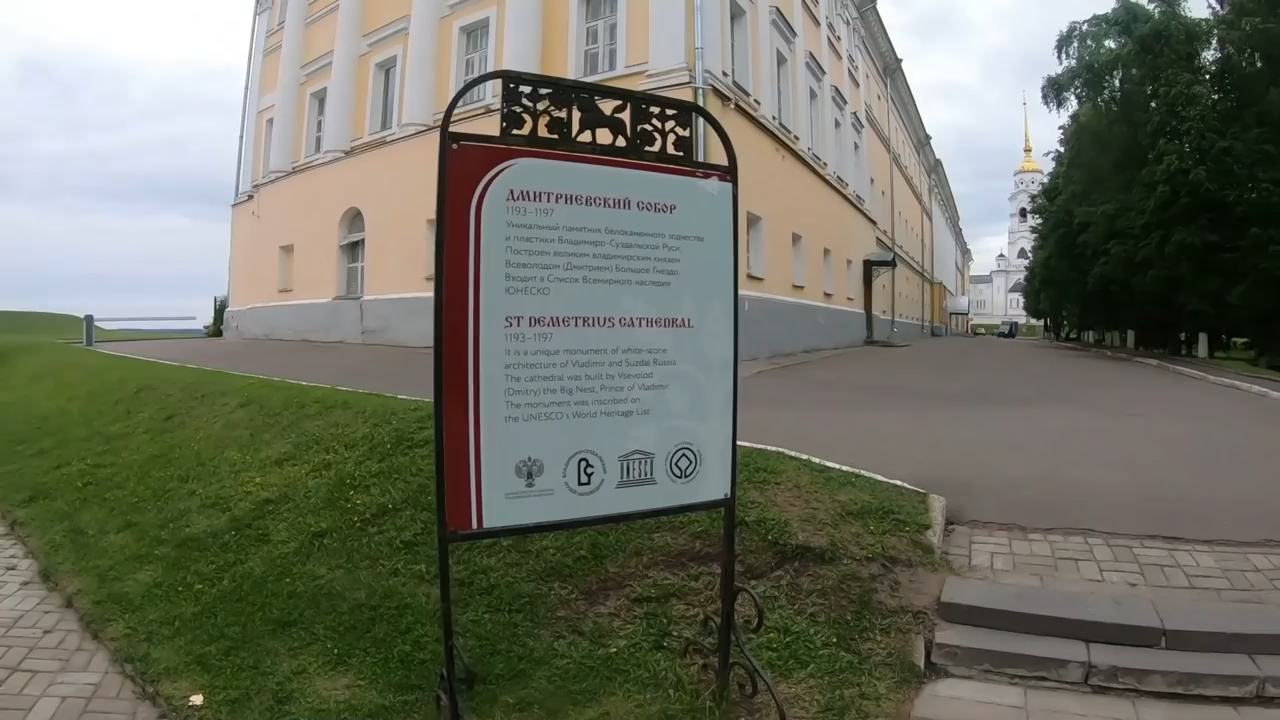 ДМИТРИЕВСКИЙ СОБОР
1193–1197
Уникальный памятник белокаменного зодчества
и пластики Владимиро-Суздальской Руси.
Построен великим владимирским князем
Всеволодом (Дмитрием) Большое Гнездо.
Входит в Список Всемирного наследия
ЮНЕСКО
ST DEMETRIUS CATHEDRAL
1193–1197
It is a unique monument of white-stone
architecture of Vladimir and Suzdal Russia.
The cathedral was built by Vsevolod
(Dmitry) the Big Nest, Prince of Vladimir.
The monument was inscribed on
the UNESCO's World Heritage List
UNESCO